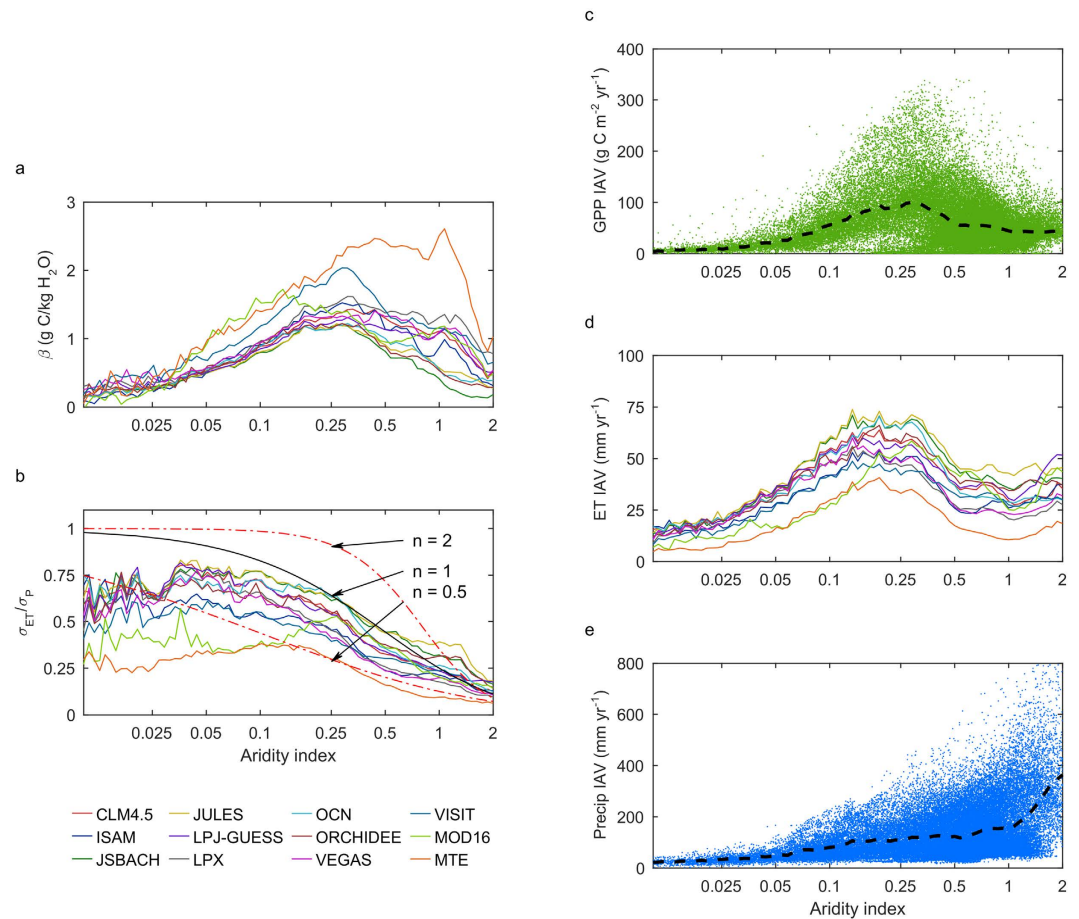 a
β (g C/kg H2O)
3
2
1
0
0.025 0.05 0.1 0.25 0.5 1 2
b
σET/σP
1
0.75
0.5
0.25
0
n = 2
n = 1
n = 0.5
0.025 0.05 0.1 0.25 0.5 1 2
Aridity index
CLM4.5 JULES OCN VISIT
ISAM LPJ-GUESS ORCHIDEE MOD16
JSBACH LPX VEGAS MTE
c
GPP IAV (g C m-2 yr-1)
400
300
200
100
0
0.025 0.05 0.1 0.25 0.5 1 2
d
ET IAV (mm yr-1)
100
75
50
25
0
0.025 0.05 0.1 0.25 0.5 1 2
e
Precip IAV (mm yr-1)
800
600
400
200
0
0.025 0.05 0.1 0.25 0.5 1 2
Aridity index